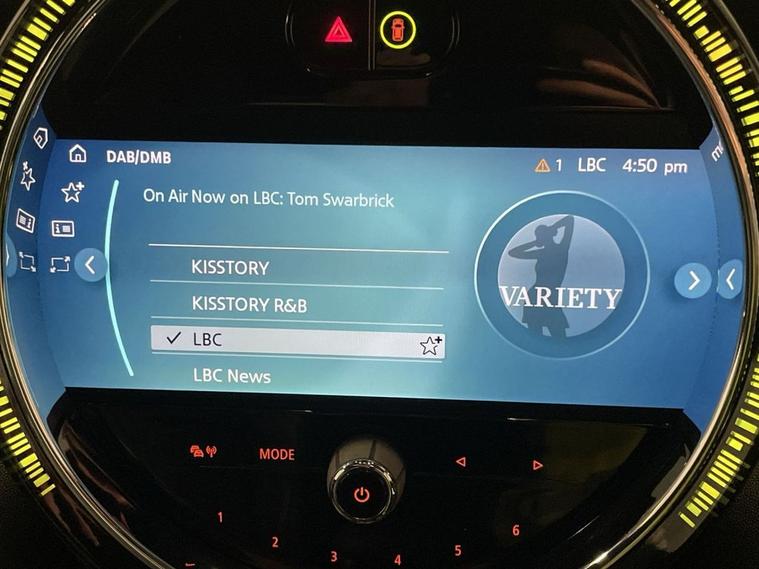 DAB/DMB
1 LBC 4:50 pm
On Air Now on LBC: Tom Swarbrick
KISSTORY
KISSTORY R&B
LBC
LBC News
VARIETY
MODE
1
2
3
4
5
6